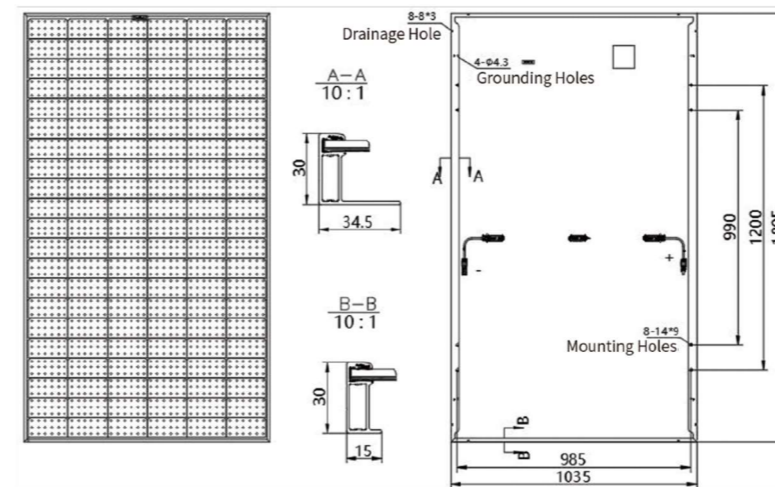 8-8*3
Drainage Hole
4-Φ4.3
Grounding Holes
A-A
10:1
30
34.5
A
A
B-B
10:1
30
15
-
+
990
1200
8-14*9
Mounting Holes
B
B
985
1035